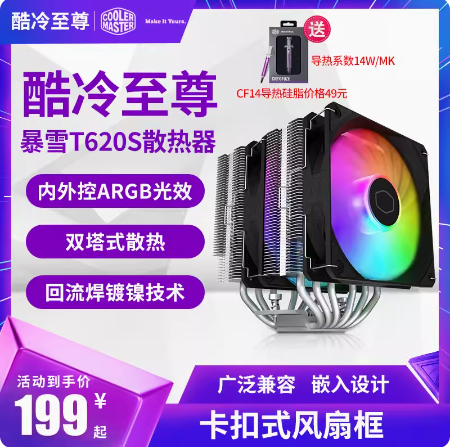 酷冷至尊
COOLER MASTER
Make It Yours.
送
导热系数14W/MK
CF14导热硅脂价格49元
酷冷至尊
暴雪T620S散热器
内外控ARGB光效
双塔式散热
回流焊镀镍技术
活动到手价
199¥起
广泛兼容 嵌入设计
卡扣式风扇框